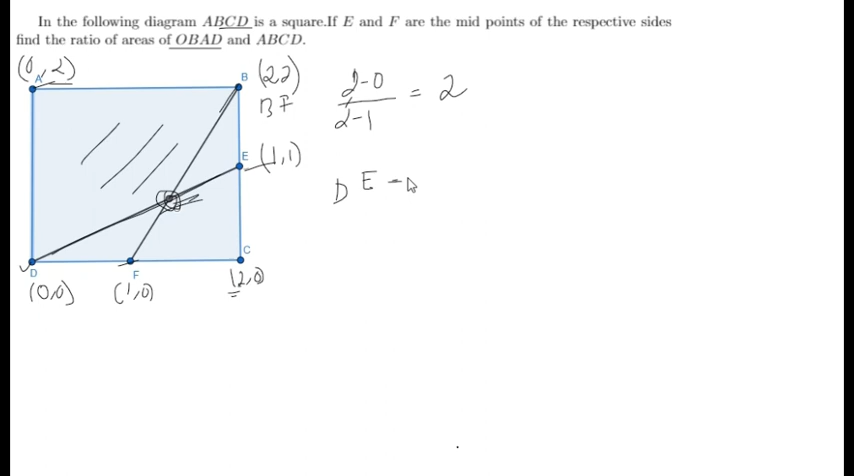 In the following diagram ABCD is a square.If E and F are the mid points of the respective sides
find the ratio of areas of OBAD and ABCD.
(0,2)
A
B
(22)
BF
2-0
2-1
= 2
E
(1,1)
DE -
C
D
F
(0,0)
(1,0)
(2,0)